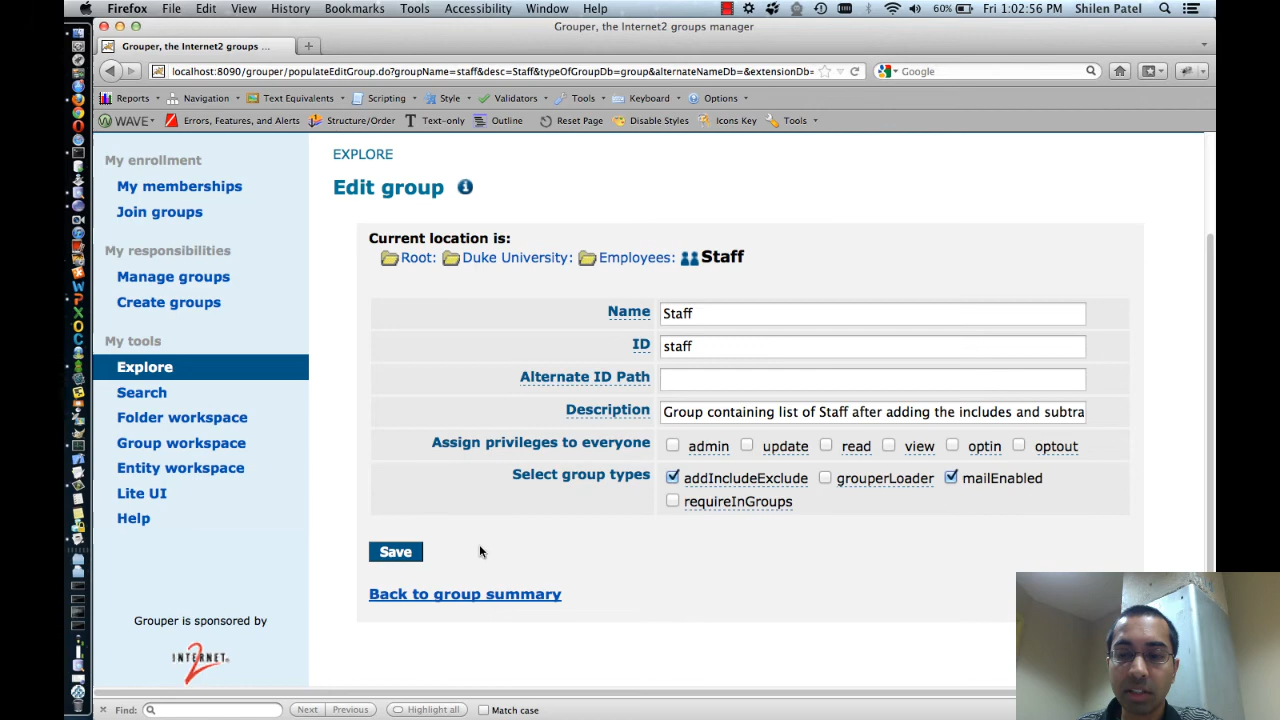 Firefox File Edit View History Bookmarks Tools Accessibility Window Help 60% Fri 1:02:56 PM Shilen Patel
Grouper, the Internet2 groups manager
Grouper, the Internet2 groups ...
localhost:8090/grouper/populateEditGroup.do?groupName=staff&desc=Staff&typeOfGroupDb=group&alternateNameDb=&extensionDb= Google
Reports Navigation Text Equivalents Scripting Style Validators Tools Keyboard Options
WAVE Errors, Features, and Alerts Structure/Order Text-only Outline Reset Page Disable Styles Icons Key Tools
My enrollment
My memberships
Join groups
My responsibilities
Manage groups
Create groups
My tools
Explore
Search
Folder workspace
Group workspace
Entity workspace
Lite UI
Help
Grouper is sponsored by
INTERNET®
2
EXPLORE
Edit group
Current location is:
Root: Duke University: Employees: Staff
Name Staff
ID staff
Alternate ID Path
Description Group containing list of Staff after adding the includes and subtra
Assign privileges to everyone admin update read view optin optout
Select group types addIncludeExclude grouperLoader mailEnabled
requireInGroups
Save
Back to group summary
Find: Next Previous Highlight all Match case